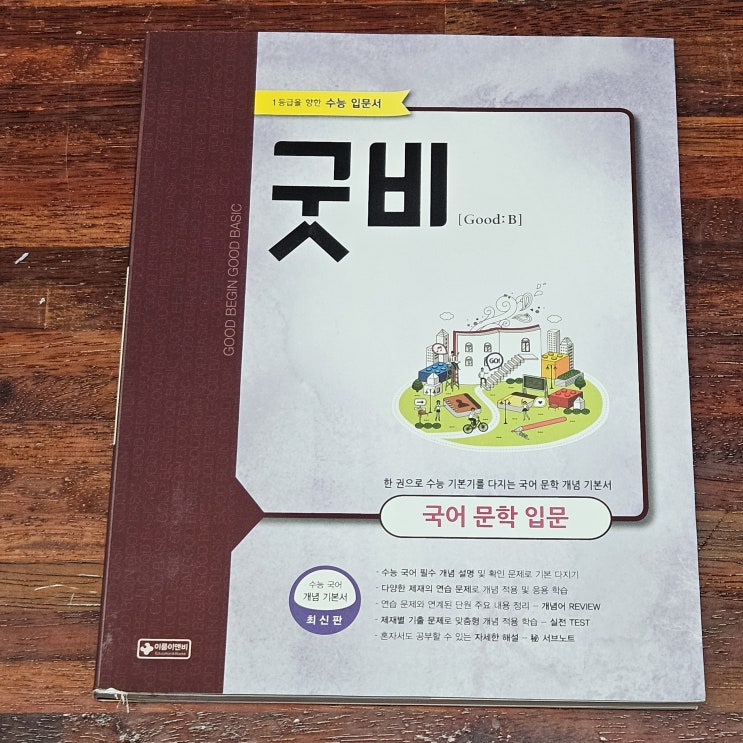 1등급을 향한 수능 입문서
굿비
[Good:B]
GOOD BEGIN GOOD BASIC
GO!
한 권으로 수능 기본기를 다지는 국어 문학 개념 기본서
국어 문학 입문
수능 국어
개념 기본서
최신판
- 수능 국어 필수 개념 설명 및 확인 문제로 기본 다지기
- 다양한 제재의 연습 문제로 개념 적용 및 응용 학습
- 연습 문제와 연계된 단원 주요 내용 정리 – 개념어 REVIEW
- 제재별 기출 문제로 맞춤형 개념 적용 학습 – 실전 TEST
- 혼자서도 공부할 수 있는 자세한 해설 – 秘 서브노트
이룸이앤비
Education&Books